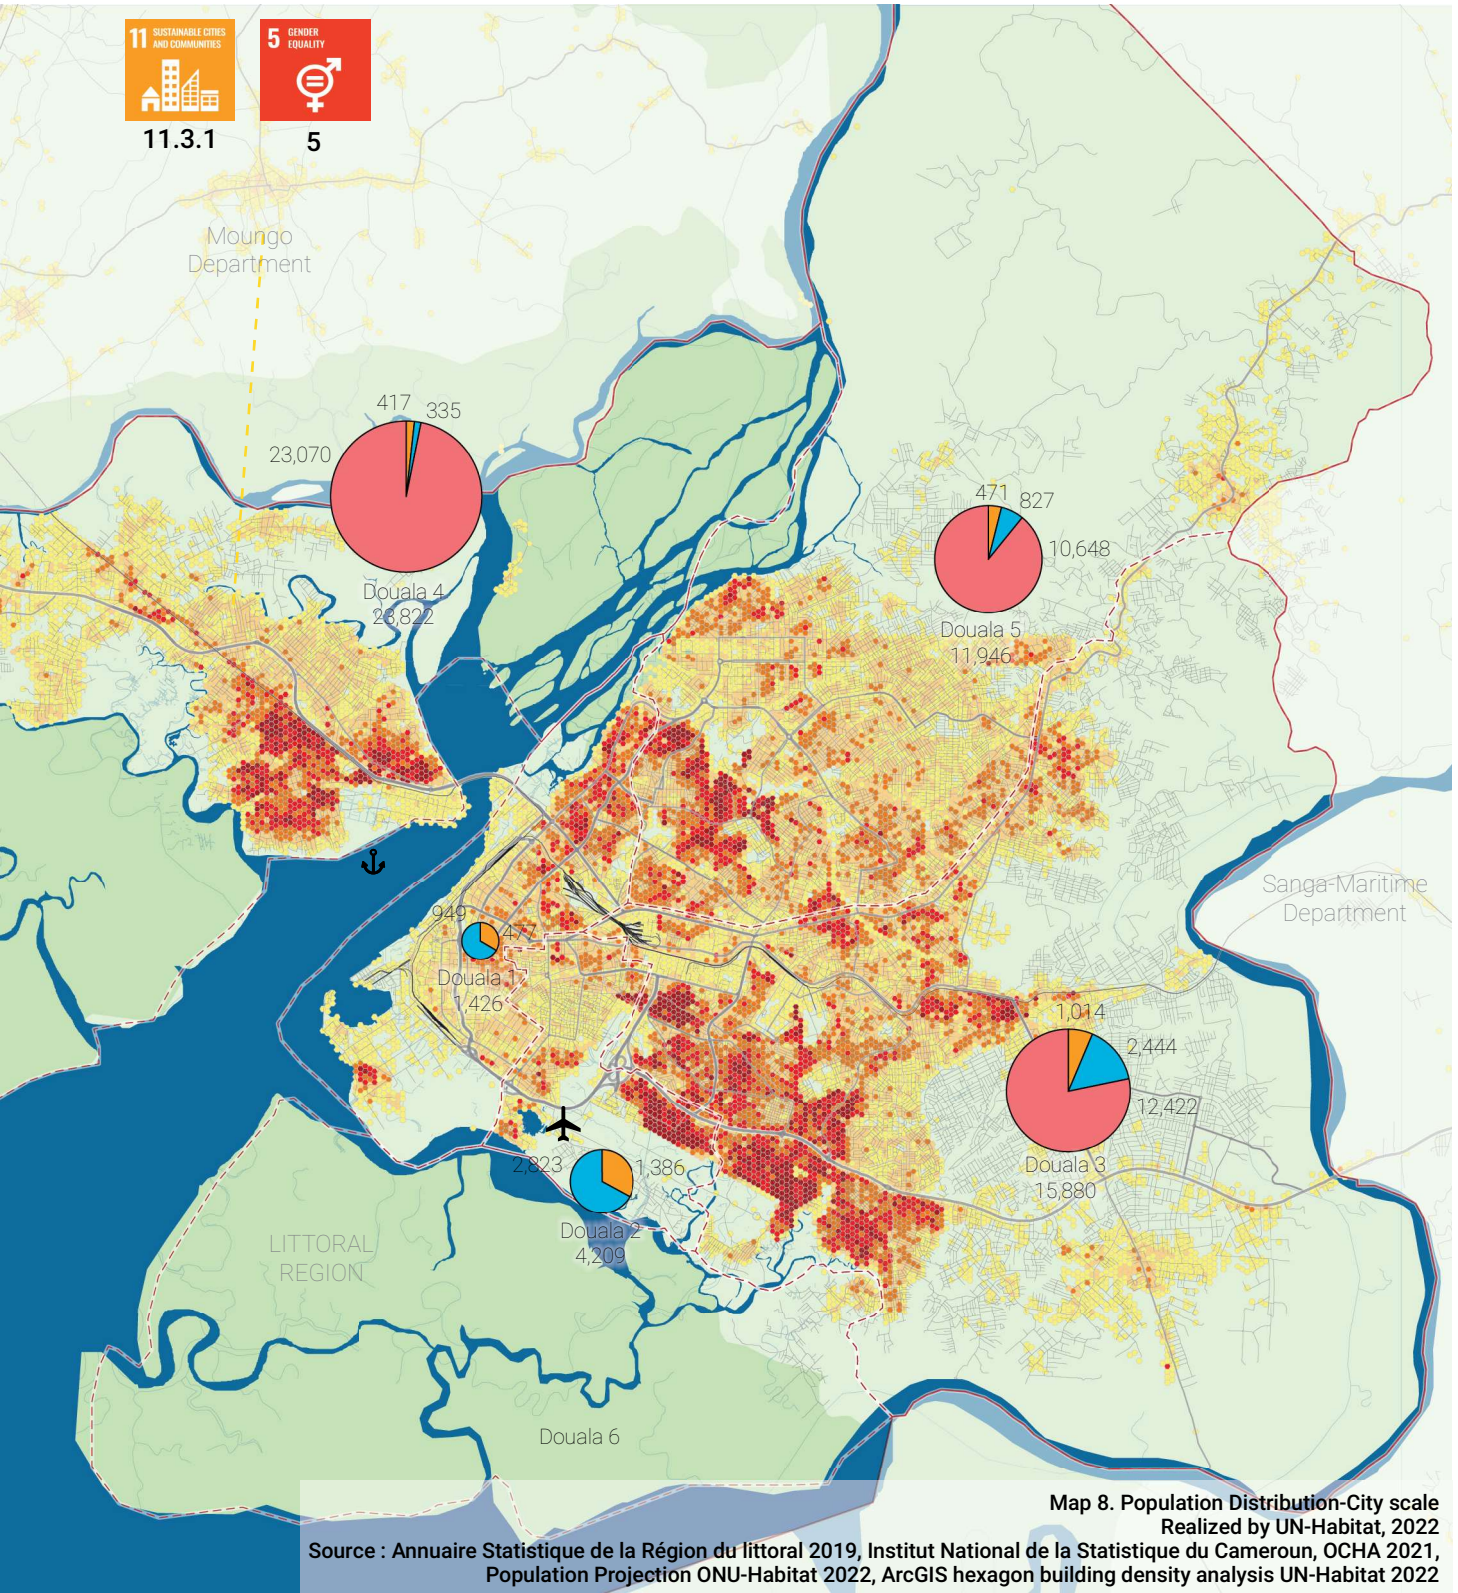 11 SUSTAINABLE CITIES
AND COMMUNITIES
5 GENDER
EQUALITY
11.3.1
5
Moungo
Department
417
335
23,070
Douala 4
23,822
471
827
10,648
Douala 5
11,946
Sanga-Maritime
Department
949
477
Douala 1
1,426
1,014
2,444
12,422
Douala 3
15,880
2,823
1,386
Douala 2
4,209
LITTORAL
REGION
Douala 6
Map 8. Population Distribution-City scale
Realized by UN-Habitat, 2022
Source : Annuaire Statistique de la Région du littoral 2019, Institut National de la Statistique du Cameroun, OCHA 2021,
Population Projection ONU-Habitat 2022, ArcGIS hexagon building density analysis UN-Habitat 2022